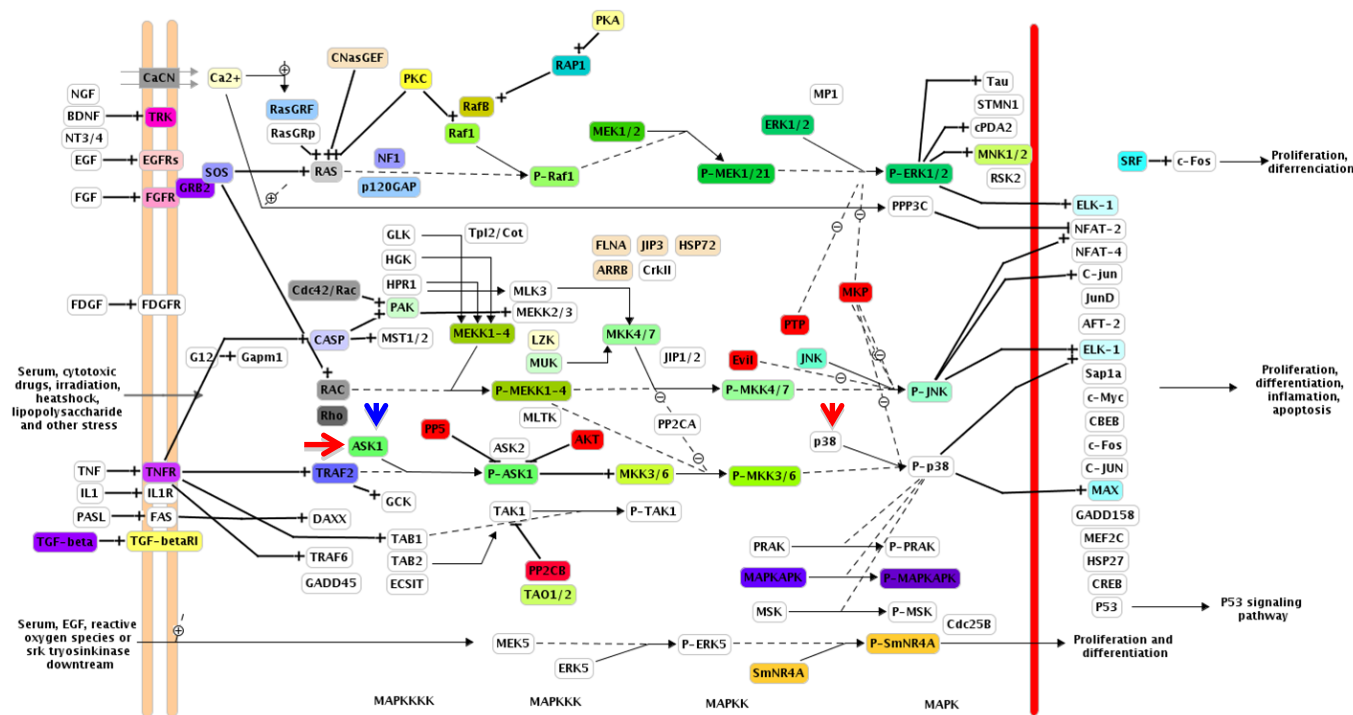 PKA
CNasGEF
RAP1
CaCN
Ca2+
PKC
Tau
NGF
RasGRF
RafB
MP1
STMN1
BDNF
TRK
RasGRp
Raf1
MEK1/2
ERK1/2
cPDA2
NT3/4
EGF
EGFRs
SOS
RAS
NF1
P-Raf1
P-MEK1/21
P-ERK1/2
MNK1/2
RSK2
SRF
c-Fos
Proliferation,
diferrenciation
GRB2
p120GAP
FGF
FGFR
PPP3C
ELK-1
NFAT-2
GLK
Tpl2/Cot
FLNA
JIP3
HSP72
NFAT-4
HGK
ARRB
CrkII
C-jun
HPR1
MLK3
Cdc42/Rac
PAK
MEKK2/3
MKP
JunD
FDGF
FDGFR
PTP
AFT-2
CASP
MST1/2
MEKK1-4
LZK
MKK4/7
ELK-1
G12
Gapm1
MUK
JIP1/2
Evil
JNK
Sap1a
Serum, cytotoxic
drugs, irradiation,
heatshock,
lipopolysaccharide
and other stress
RAC
P-MEKK1-4
P-MKK4/7
P-JNK
c-Myc
Proliferation,
differentiation,
inflamation,
apoptosis
Rho
MLTK
PP2CA
CBEB
ASK1
PP5
ASK2
AKT
p38
c-Fos
TNF
TNFR
TRAF2
P-ASK1
MKK3/6
P-MKK3/6
P-p38
C-JUN
IL1
IL1R
GCK
MAX
PASL
FAS
DAXX
TAK1
P-TAK1
GADD158
TGF-beta
TGF-betaRI
TAB1
PRAK
P-PRAK
MEF2C
TRAF6
TAB2
PP2CB
HSP27
GADD45
ECSIT
TAO1/2
MAPKAPK
P-MAPKAPK
CREB
MSK
P-MSK
P53
P53 signaling
pathway
Serum, EGF, reactive
oxygen species or
srk tryosinkinase
downstream
Cdc25B
MEK5
P-ERK5
P-SmNR4A
Proliferation and
differentiation
ERK5
SmNR4A
MAPKKKK
MAPKKK
MAPKK
MAPK